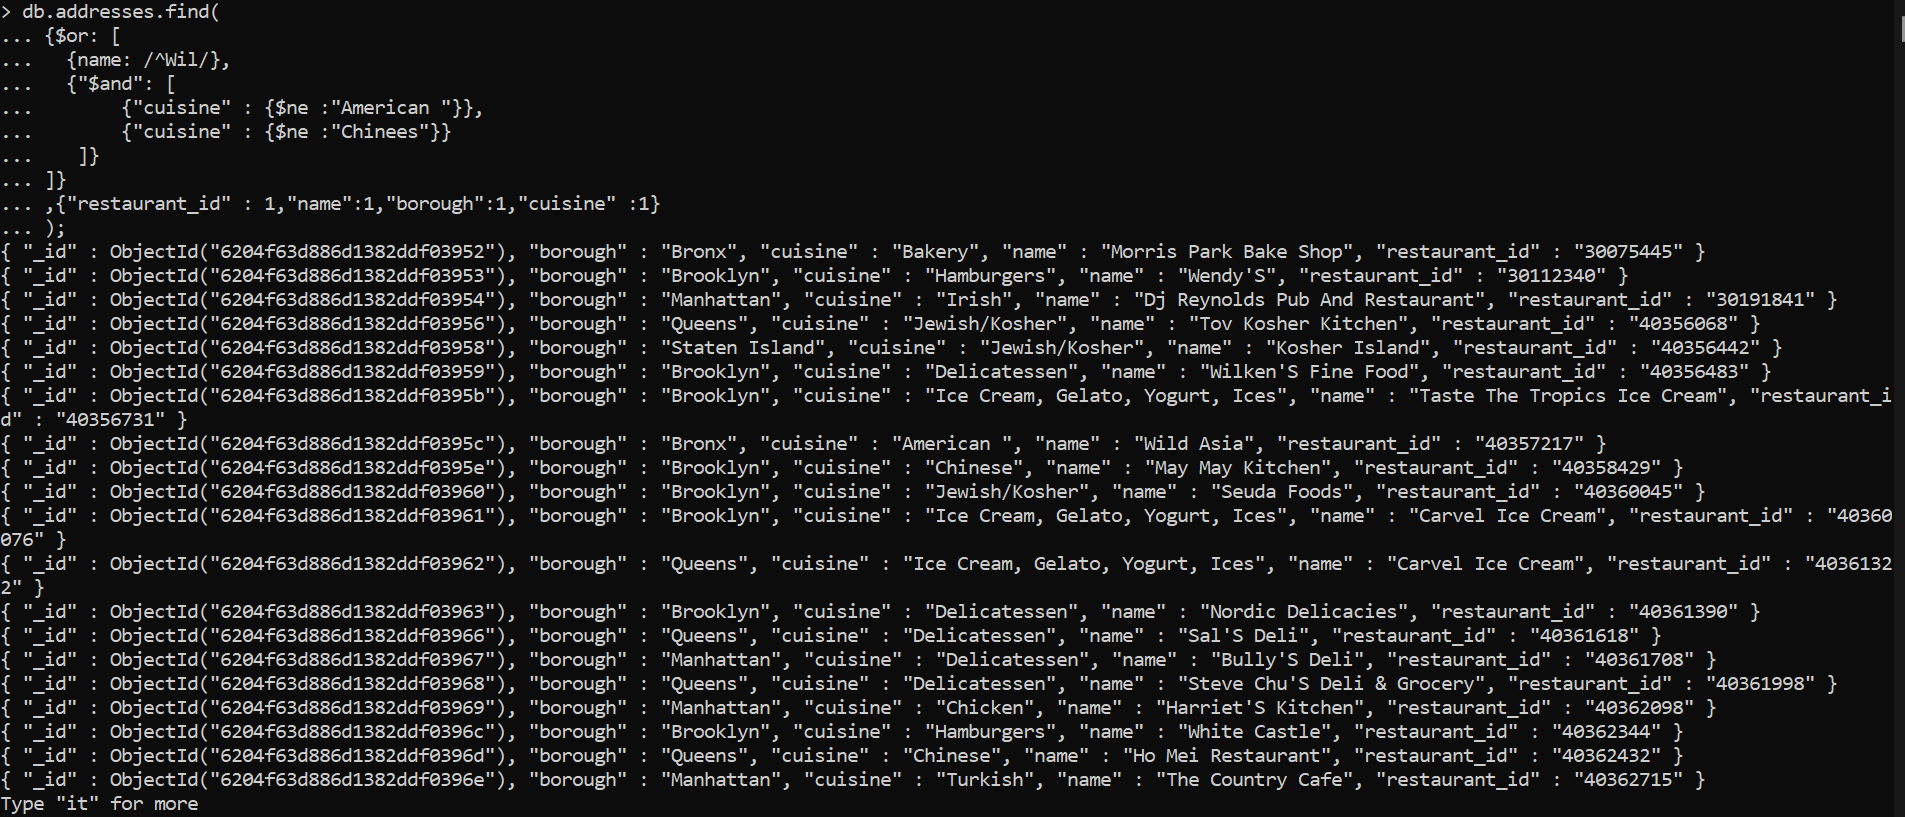 > db.addresses.find(
... {$or: [
...   {name: /^Wil/},
...   {"$and": [
...        {"cuisine" : {$ne :"American "}},
...        {"cuisine" : {$ne :"Chinees"}}
...    ]}
... ]}
... ,{"restaurant_id" : 1,"name":1,"borough":1,"cuisine" :1}
... );
{ "_id" : ObjectId("6204f63d886d1382ddf03952"), "borough" : "Bronx", "cuisine" : "Bakery", "name" : "Morris Park Bake Shop", "restaurant_id" : "30075445" }
{ "_id" : ObjectId("6204f63d886d1382ddf03953"), "borough" : "Brooklyn", "cuisine" : "Hamburgers", "name" : "Wendy'S", "restaurant_id" : "30112340" }
{ "_id" : ObjectId("6204f63d886d1382ddf03954"), "borough" : "Manhattan", "cuisine" : "Irish", "name" : "Dj Reynolds Pub And Restaurant", "restaurant_id" : "30191841" }
{ "_id" : ObjectId("6204f63d886d1382ddf03956"), "borough" : "Queens", "cuisine" : "Jewish/Kosher", "name" : "Tov Kosher Kitchen", "restaurant_id" : "40356068" }
{ "_id" : ObjectId("6204f63d886d1382ddf03958"), "borough" : "Staten Island", "cuisine" : "Jewish/Kosher", "name" : "Kosher Island", "restaurant_id" : "40356442" }
{ "_id" : ObjectId("6204f63d886d1382ddf03959"), "borough" : "Brooklyn", "cuisine" : "Delicatessen", "name" : "Wilken'S Fine Food", "restaurant_id" : "40356483" }
{ "_id" : ObjectId("6204f63d886d1382ddf0395b"), "borough" : "Brooklyn", "cuisine" : "Ice Cream, Gelato, Yogurt, Ices", "name" : "Taste The Tropics Ice Cream", "restaurant_i
d" : "40356731" }
{ "_id" : ObjectId("6204f63d886d1382ddf0395c"), "borough" : "Bronx", "cuisine" : "American ", "name" : "Wild Asia", "restaurant_id" : "40357217" }
{ "_id" : ObjectId("6204f63d886d1382ddf0395e"), "borough" : "Brooklyn", "cuisine" : "Chinese", "name" : "May May Kitchen", "restaurant_id" : "40358429" }
{ "_id" : ObjectId("6204f63d886d1382ddf03960"), "borough" : "Brooklyn", "cuisine" : "Jewish/Kosher", "name" : "Seuda Foods", "restaurant_id" : "40360045" }
{ "_id" : ObjectId("6204f63d886d1382ddf03961"), "borough" : "Brooklyn", "cuisine" : "Ice Cream, Gelato, Yogurt, Ices", "name" : "Carvel Ice Cream", "restaurant_id" : "40360
076" }
{ "_id" : ObjectId("6204f63d886d1382ddf03962"), "borough" : "Queens", "cuisine" : "Ice Cream, Gelato, Yogurt, Ices", "name" : "Carvel Ice Cream", "restaurant_id" : "4036132
2" }
{ "_id" : ObjectId("6204f63d886d1382ddf03963"), "borough" : "Brooklyn", "cuisine" : "Delicatessen", "name" : "Nordic Delicacies", "restaurant_id" : "40361390" }
{ "_id" : ObjectId("6204f63d886d1382ddf03966"), "borough" : "Queens", "cuisine" : "Delicatessen", "name" : "Sal'S Deli", "restaurant_id" : "40361618" }
{ "_id" : ObjectId("6204f63d886d1382ddf03967"), "borough" : "Manhattan", "cuisine" : "Delicatessen", "name" : "Bully'S Deli", "restaurant_id" : "40361708" }
{ "_id" : ObjectId("6204f63d886d1382ddf03968"), "borough" : "Queens", "cuisine" : "Delicatessen", "name" : "Steve Chu'S Deli & Grocery", "restaurant_id" : "40361998" }
{ "_id" : ObjectId("6204f63d886d1382ddf03969"), "borough" : "Manhattan", "cuisine" : "Chicken", "name" : "Harriet'S Kitchen", "restaurant_id" : "40362098" }
{ "_id" : ObjectId("6204f63d886d1382ddf0396c"), "borough" : "Brooklyn", "cuisine" : "Hamburgers", "name" : "White Castle", "restaurant_id" : "40362344" }
{ "_id" : ObjectId("6204f63d886d1382ddf0396d"), "borough" : "Queens", "cuisine" : "Chinese", "name" : "Ho Mei Restaurant", "restaurant_id" : "40362432" }
{ "_id" : ObjectId("6204f63d886d1382ddf0396e"), "borough" : "Manhattan", "cuisine" : "Turkish", "name" : "The Country Cafe", "restaurant_id" : "40362715" }
Type "it" for more